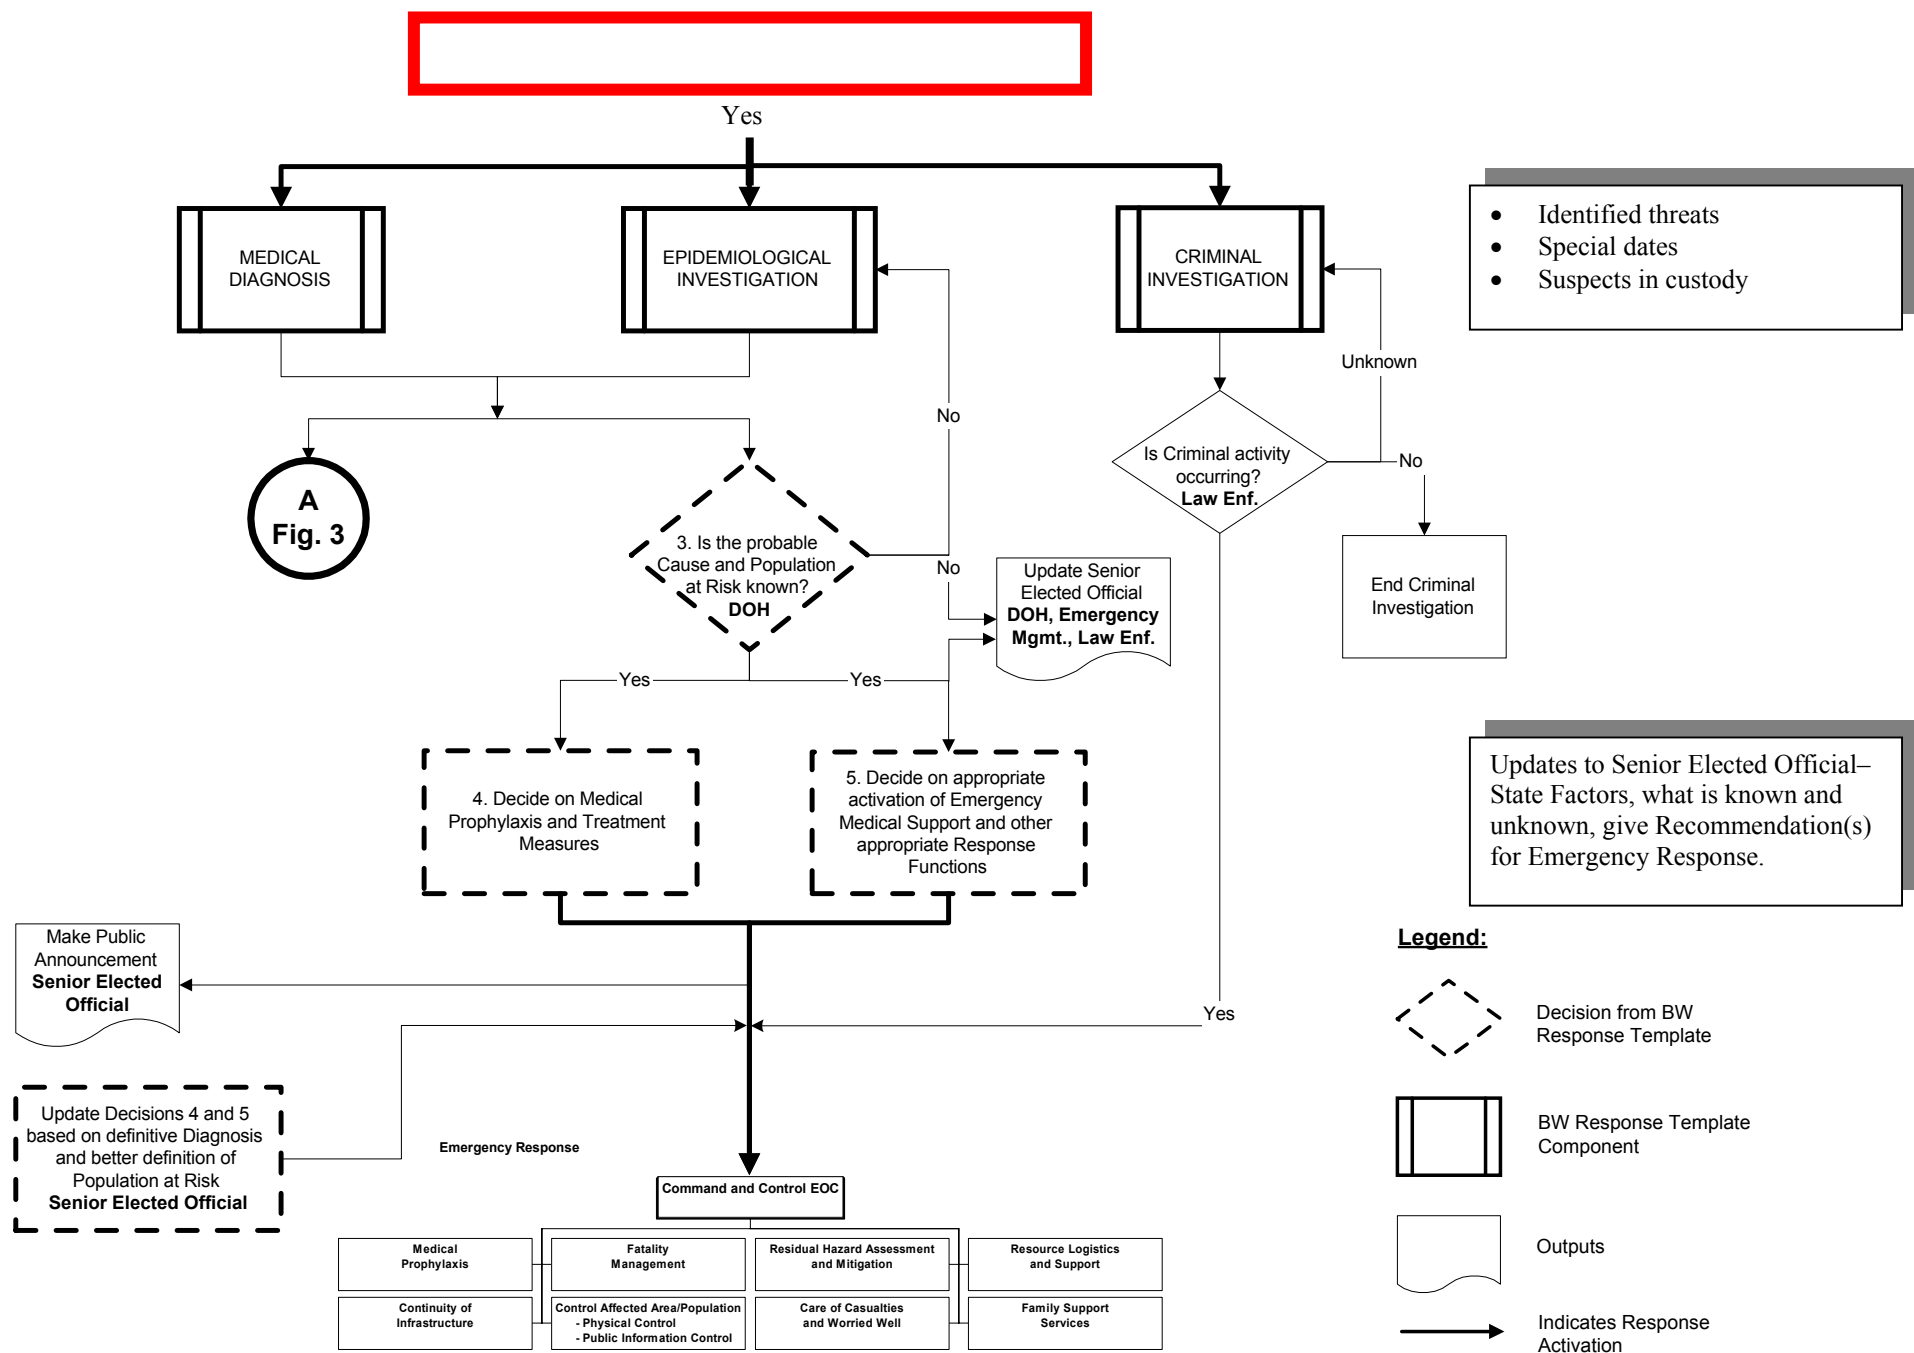 Yes
MEDICAL
DIAGNOSIS
EPIDEMIOLOGICAL
INVESTIGATION
CRIMINAL
INVESTIGATION
• Identified threats
• Special dates
• Suspects in custody
Unknown
No
Is Criminal activity
occurring?
Law Enf.
No
A
Fig. 3
3. Is the probable
Cause and Population
at Risk known?
DOH
No
Update Senior
Elected Official
DOH, Emergency
Mgmt., Law Enf.
End Criminal
Investigation
Yes
Yes
4. Decide on Medical
Prophylaxis and Treatment
Measures
5. Decide on appropriate
activation of Emergency
Medical Support and other
appropriate Response
Functions
Updates to Senior Elected Official–
State Factors, what is known and
unknown, give Recommendation(s)
for Emergency Response.
Make Public
Announcement
Senior Elected
Official
Yes
Update Decisions 4 and 5
based on definitive Diagnosis
and better definition of
Population at Risk
Senior Elected Official
Emergency Response
Command and Control EOC
Medical
Prophylaxis
Fatality
Management
Residual Hazard Assessment
and Mitigation
Resource Logistics
and Support
Continuity of
Infrastructure
Control Affected Area/Population
- Physical Control
- Public Information Control
Care of Casualties
and Worried Well
Family Support
Services
Legend:
Decision from BW
Response Template
BW Response Template
Component
Outputs
Indicates Response
Activation